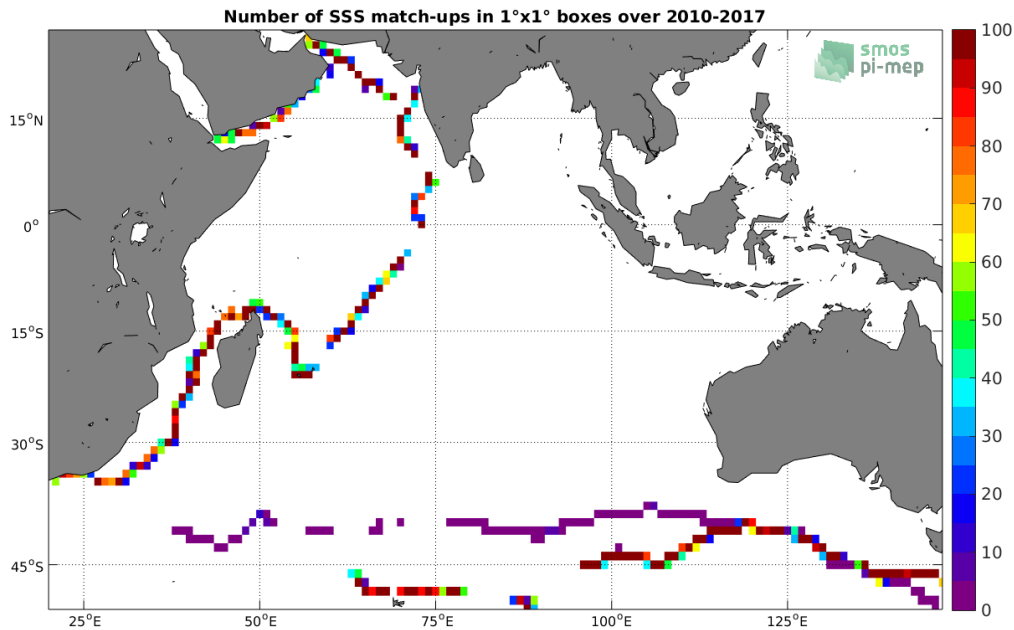 Number of SSS match-ups in 1°x1° boxes over 2010-2017
smos
pi-mep
100
90
80
70
60
50
40
30
20
10
0
15°N
0°
15°S
30°S
45°S
25°E
50°E
75°E
100°E
125°E